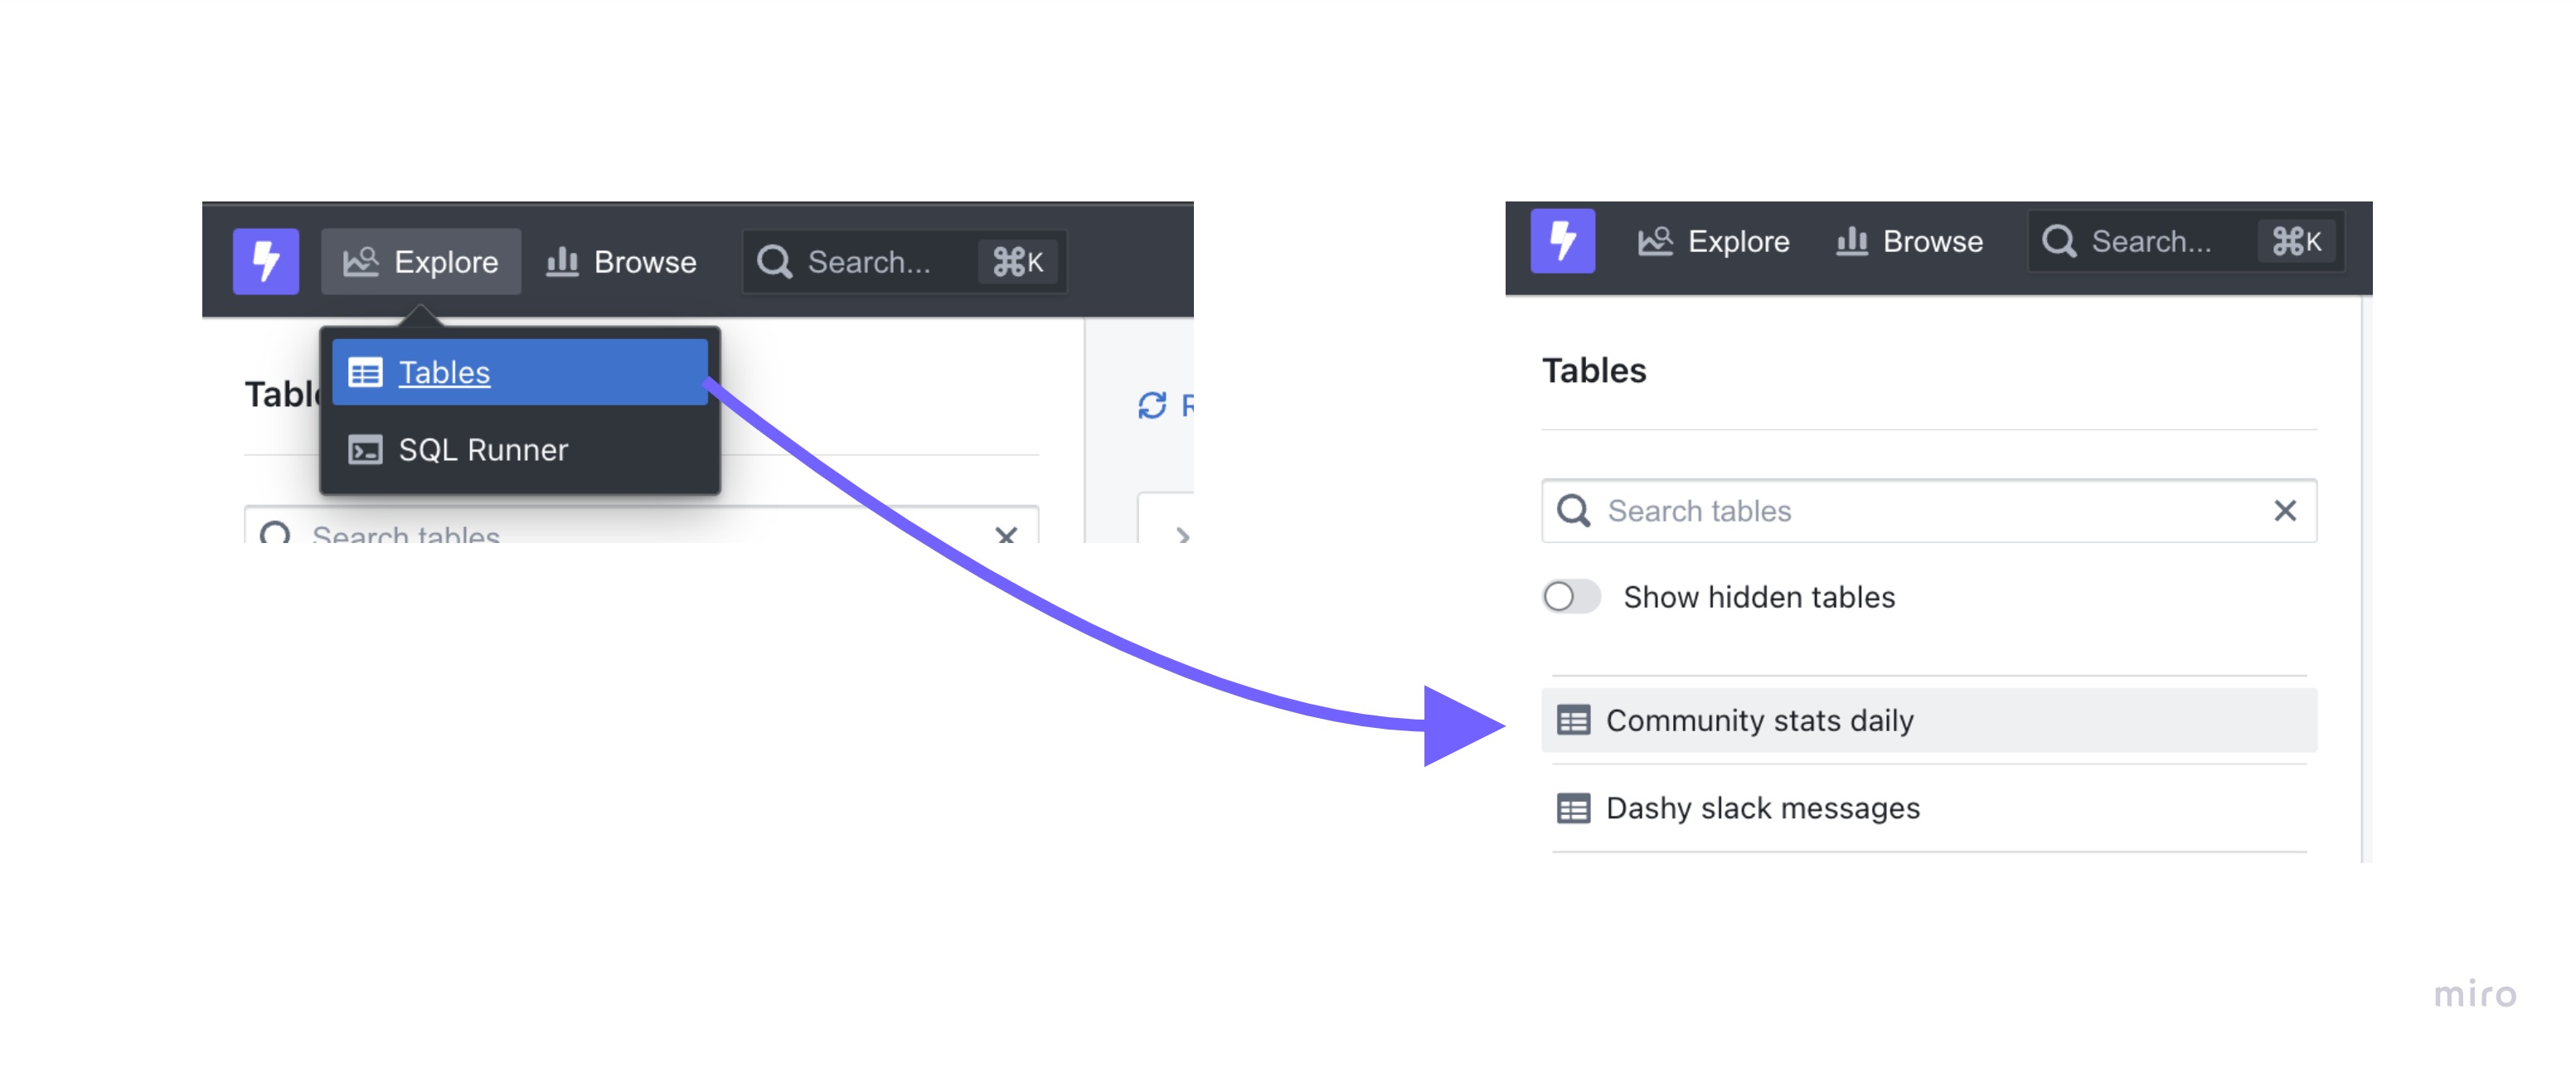 Explore Browse Search... ⌘K
Tables
SQL Runner
Search tables
Explore Browse Search... ⌘K
Tables
Search tables
Show hidden tables
Community stats daily
Dashy slack messages
miro